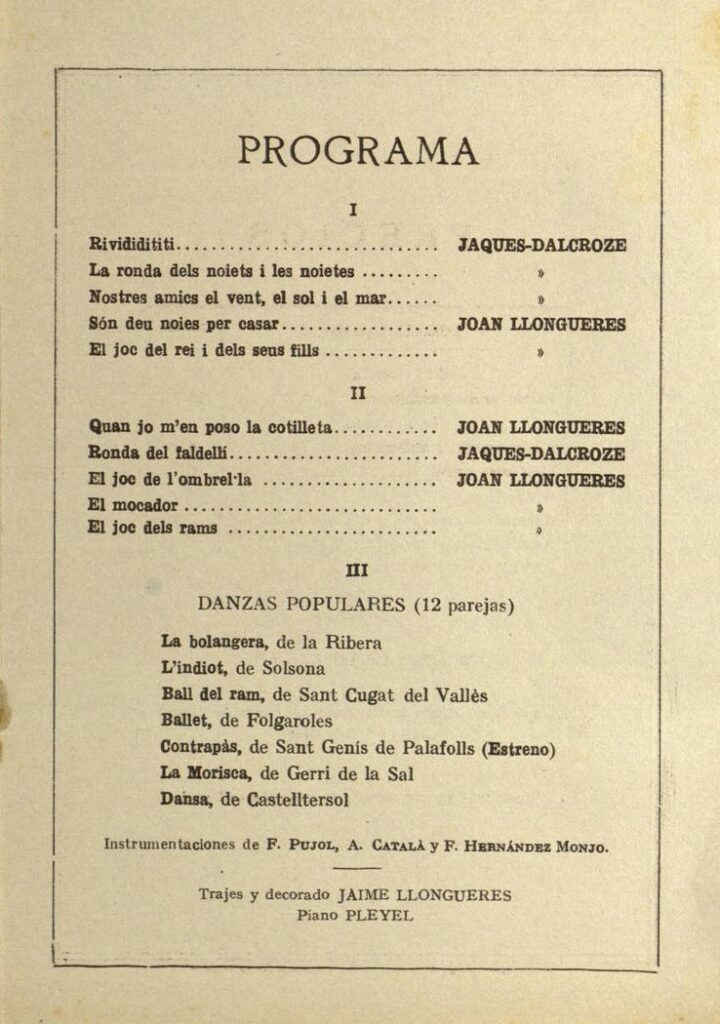 PROGRAMA
I
Rivididititi.............................. JAQUES-DALCROZE
La ronda dels noiets i les noietes ......... »
Nostres amics el vent, el sol i el mar...... »
Són deu noies per casar.................. JOAN LLONGUERES
El joc del rei i dels seus fills ............. »
II
Quan jo m'en poso la cotilleta............ JOAN LLONGUERES
Ronda del faldellí........................ JAQUES-DALCROZE
El joc de l'ombrel·la .................... JOAN LLONGUERES
El mocador ............................. »
El joc dels rams ........................ »
III
DANZAS POPULARES (12 parejas)
La bolangera, de la Ribera
L'indiot, de Solsona
Ball del ram, de Sant Cugat del Vallès
Ballet, de Folgaroles
Contrapàs, de Sant Genís de Palafolls (Estreno)
La Morisca, de Gerri de la Sal
Dansa, de Castelltersol
Instrumentaciones de F. PUJOL, A. CATALÀ y F. HERNÁNDEZ MONJO.
Trajes y decorado JAIME LLONGUERES
Piano PLEYEL